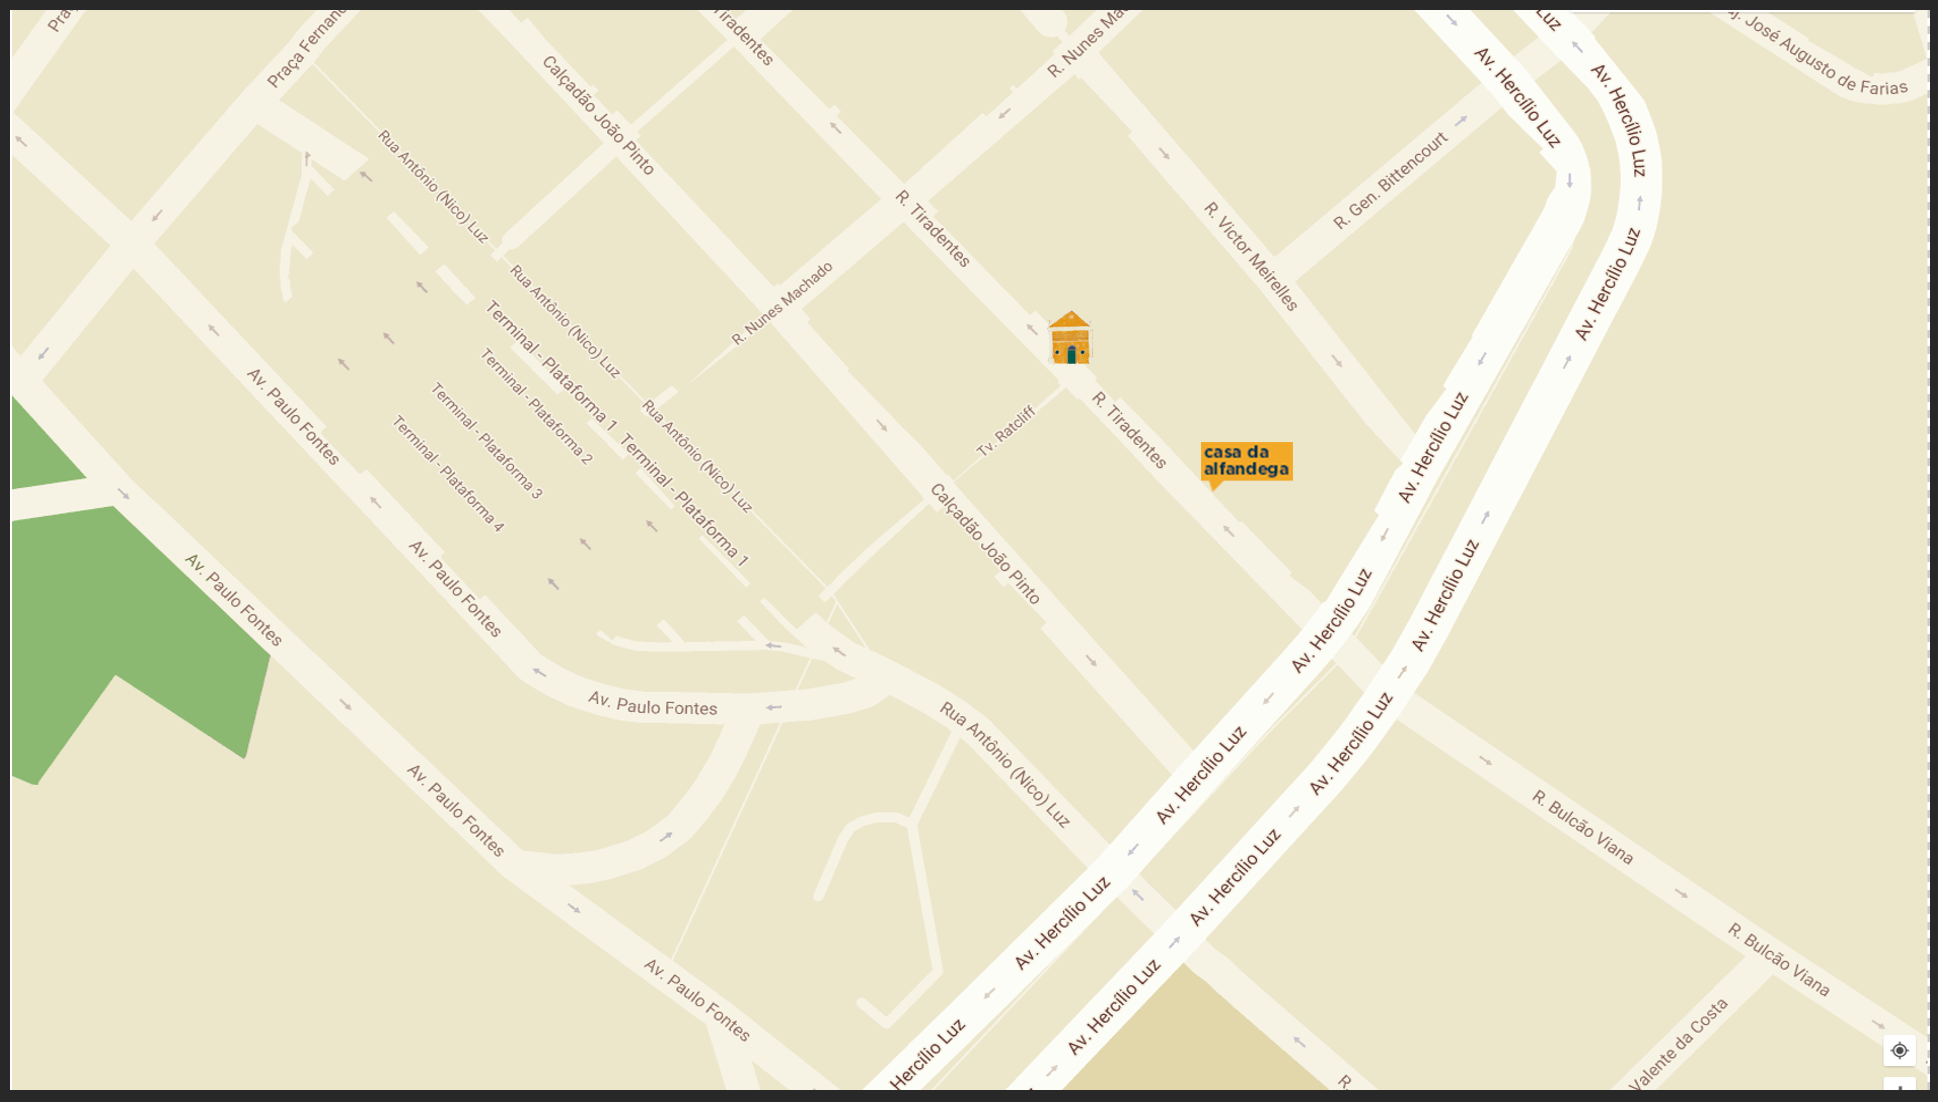 Praça Fernand
Tiradentes
R. Nunes Mac
Luz
Av. Hercílio Luz
Av. Hercílio Luz
j. José Augusto de Farias
Calçadão João Pinto
Rua Antônio (Nico) Luz
R. Gen. Bittencourt
R. Tiradentes
R. Victor Meirelles
Av. Hercílio Luz
Rua Antônio (Nico) Luz
R. Nunes Machado
Terminal - Plataforma 1
Terminal - Plataforma 2
Terminal - Plataforma 3
Terminal - Plataforma 4
Av. Paulo Fontes
Rua Antônio (Nico) Luz
Terminal - Plataforma 1
Tv. Ratcliff
R. Tiradentes
casa da
alfandega
Av. Hercílio Luz
Calçadão João Pinto
Av. Paulo Fontes
Av. Paulo Fontes
Av. Hercílio Luz
Av. Hercílio Luz
Av. Paulo Fontes
Rua Antônio (Nico) Luz
Av. Hercílio Luz
Av. Hercílio Luz
Av. Paulo Fontes
R. Bulcão Viana
Av. Hercílio Luz
Av. Hercílio Luz
R. Bulcão Viana
Av. Paulo Fontes
Av. Hercílio Luz
Hercílio Luz
Valente da Costa
R.